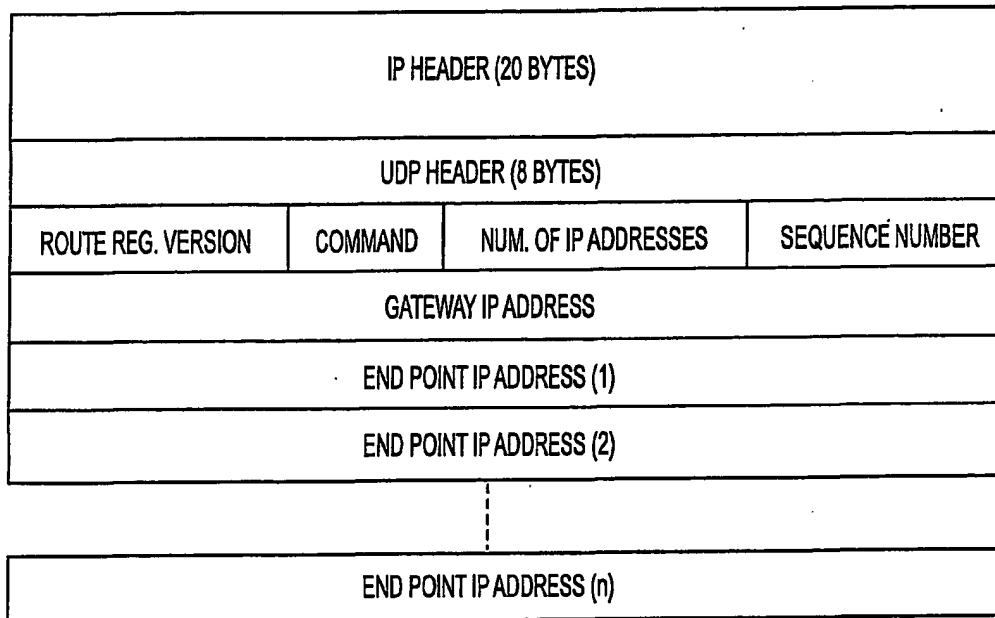 IP HEADER (20 BYTES)
UDP HEADER (8 BYTES)
ROUTE REG. VERSION COMMAND NUM. OF IP ADDRESSES SEQUENCE NUMBER
GATEWAY IP ADDRESS
END POINT IP ADDRESS (1)
END POINT IP ADDRESS (2)
END POINT IP ADDRESS (n)